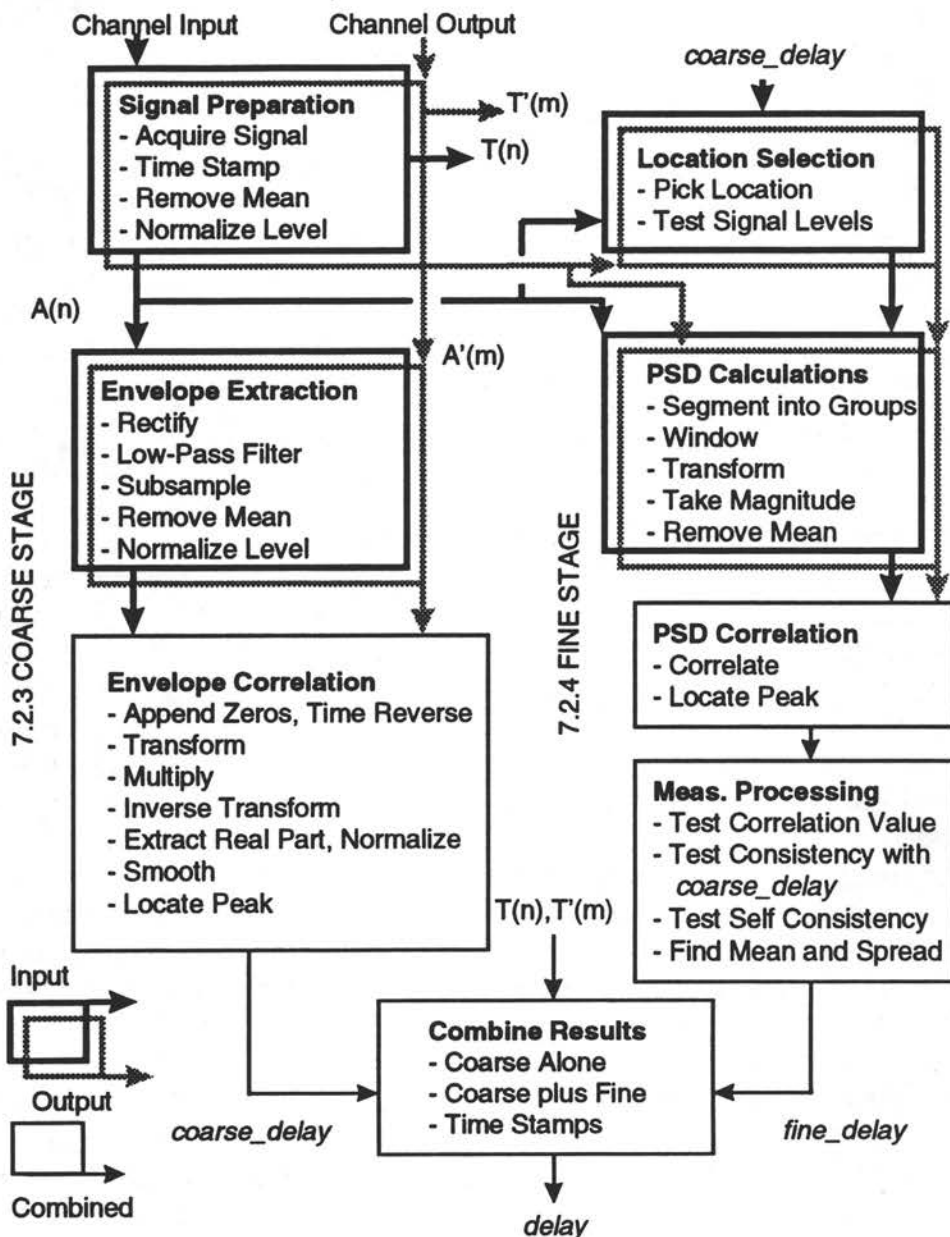 Channel Input
Channel Output
Signal Preparation
- Acquire Signal
- Time Stamp
- Remove Mean
- Normalize Level
T'(m)
T(n)
coarse_delay
Location Selection
- Pick Location
- Test Signal Levels
A(n)
A'(m)
7.2.3 COARSE STAGE
Envelope Extraction
- Rectify
- Low-Pass Filter
- Subsample
- Remove Mean
- Normalize Level
7.2.4 FINE STAGE
PSD Calculations
- Segment into Groups
- Window
- Transform
- Take Magnitude
- Remove Mean
Envelope Correlation
- Append Zeros, Time Reverse
- Transform
- Multiply
- Inverse Transform
- Extract Real Part, Normalize
- Smooth
- Locate Peak
PSD Correlation
- Correlate
- Locate Peak
Meas. Processing
- Test Correlation Value
- Test Consistency with
coarse_delay
- Test Self Consistency
- Find Mean and Spread
T(n),T'(m)
Input
Output
Combined
Combine Results
- Coarse Alone
- Coarse plus Fine
- Time Stamps
coarse_delay
fine_delay
delay